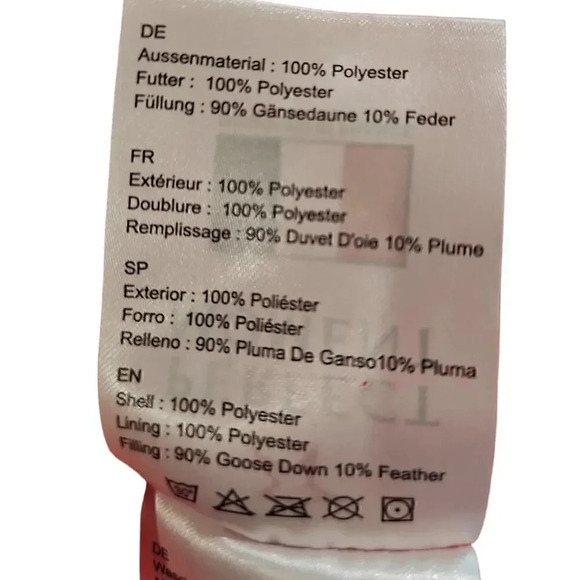 DE
Aussenmaterial : 100% Polyester
Futter : 100% Polyester
Füllung : 90% Gänsedaune 10% Feder
FR
Extérieur : 100% Polyester
Doublure : 100% Polyester
Remplissage : 90% Duvet D'oie 10% Plume
SP
Exterior : 100% Poliéster
Forro : 100% Poliéster
Relleno : 90% Pluma De Ganso10% Pluma
EN
Shell : 100% Polyester
Lining : 100% Polyester
Filling : 90% Goose Down 10% Feather
30°
DE